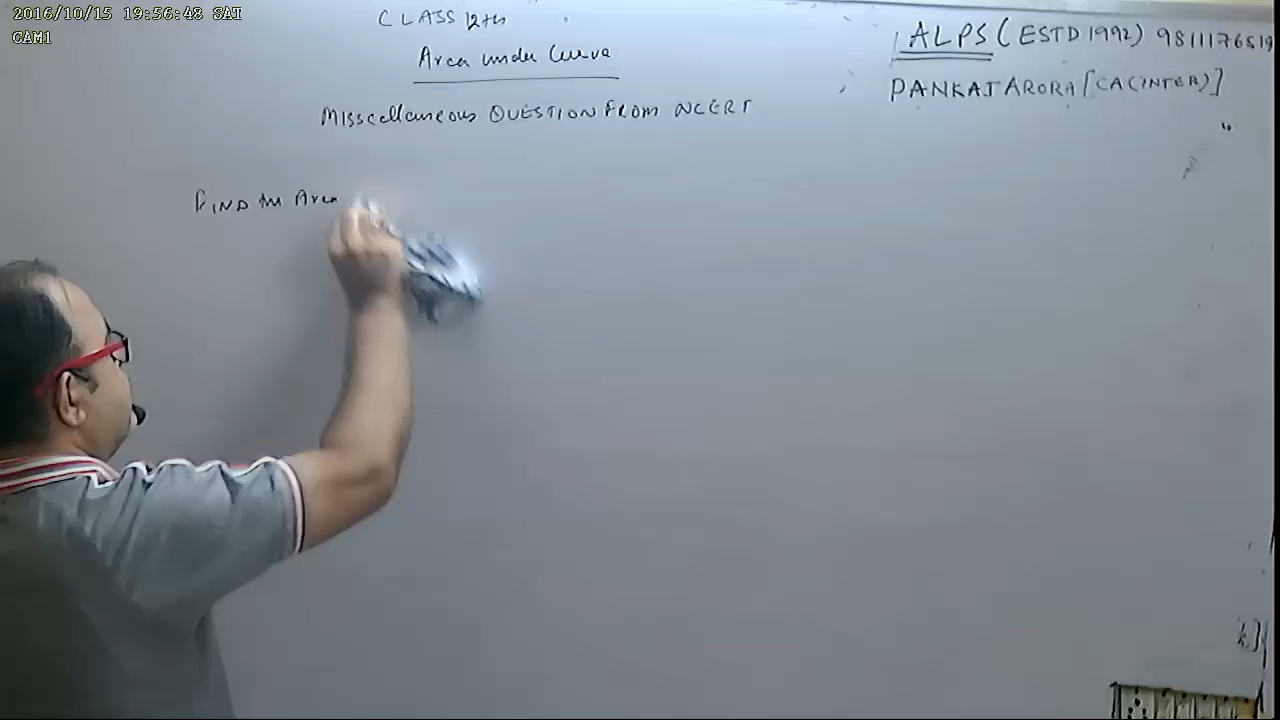 2016/10/15 19:56:48 SAT
CAM1
CLASS 12th
Area under Curve
Misscellaneous QUESTION FROM NCERT
ALPS (ESTD 1992) 9811117651
PANKAJ ARORA [CA(INTER)]
FIND the Area